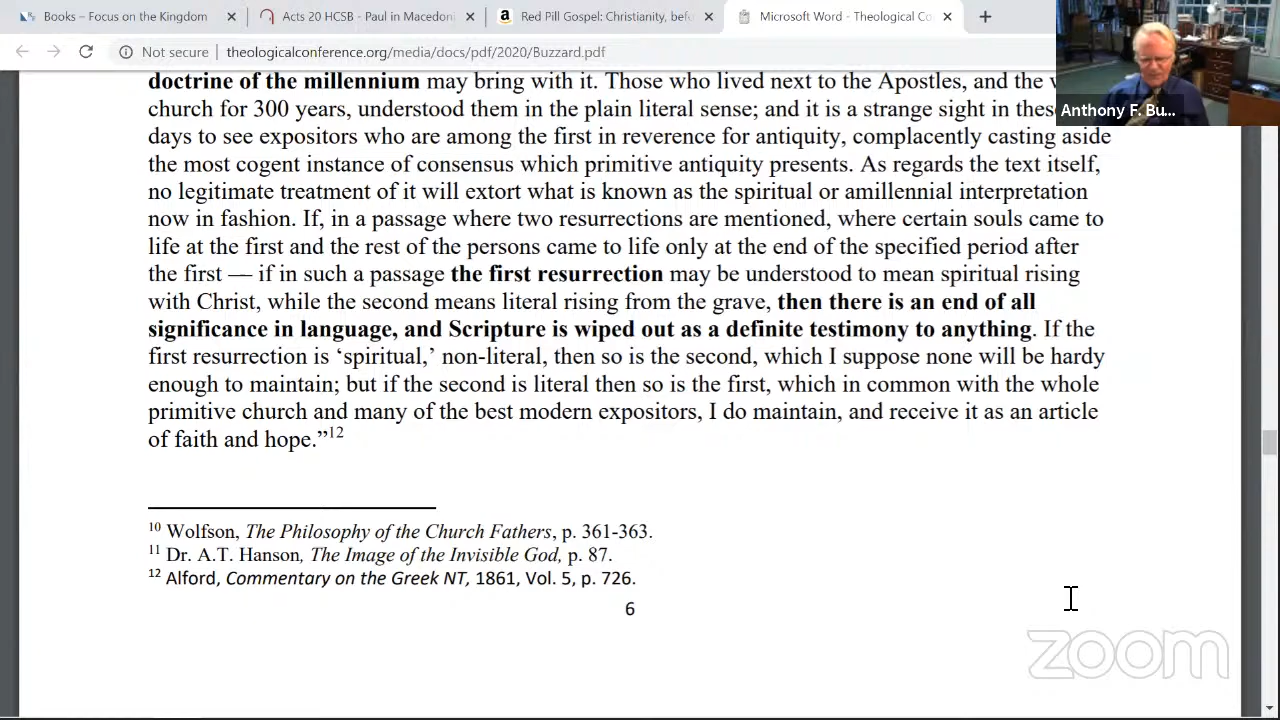 Books – Focus on the Kingdom
Acts 20 HCSB - Paul in Macedoni
Red Pill Gospel: Christianity, bef
Microsoft Word - Theological Co
Not secure | theologicalconference.org/media/docs/pdf/2020/Buzzard.pdf
Anthony F. Bu...
doctrine of the millennium may bring with it. Those who lived next to the Apostles, and the
church for 300 years, understood them in the plain literal sense; and it is a strange sight in these
days to see expositors who are among the first in reverence for antiquity, complacently casting aside
the most cogent instance of consensus which primitive antiquity presents. As regards the text itself,
no legitimate treatment of it will extort what is known as the spiritual or amillennial interpretation
now in fashion. If, in a passage where two resurrections are mentioned, where certain souls came to
life at the first and the rest of the persons came to life only at the end of the specified period after
the first — if in such a passage the first resurrection may be understood to mean spiritual rising
with Christ, while the second means literal rising from the grave, then there is an end of all
significance in language, and Scripture is wiped out as a definite testimony to anything. If the
first resurrection is ‘spiritual,’ non-literal, then so is the second, which I suppose none will be hardy
enough to maintain; but if the second is literal then so is the first, which in common with the whole
primitive church and many of the best modern expositors, I do maintain, and receive it as an article
of faith and hope.”12
10 Wolfson, The Philosophy of the Church Fathers, p. 361-363.
11 Dr. A.T. Hanson, The Image of the Invisible God, p. 87.
12 Alford, Commentary on the Greek NT, 1861, Vol. 5, p. 726.
6
zoom